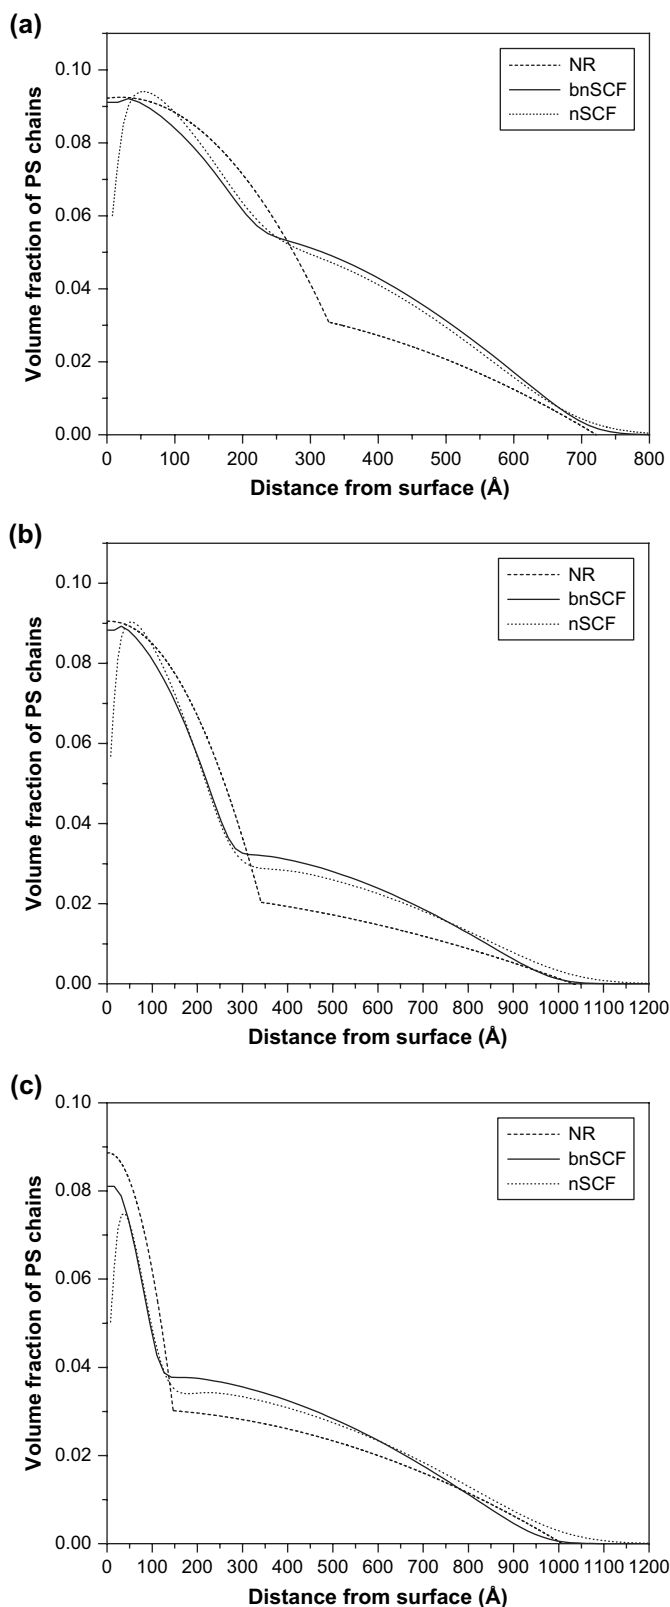 (a)
NR
bnSCF
nSCF
0.10
0.08
0.06
0.04
0.02
0.00
Volume fraction of PS chains
0 100 200 300 400 500 600 700 800
Distance from surface (Å)
(b)
NR
bnSCF
nSCF
0.10
0.08
0.06
0.04
0.02
0.00
Volume fraction of PS chains
0 100 200 300 400 500 600 700 800 900 1000 1100 1200
Distance from surface (Å)
(c)
NR
bnSCF
nSCF
0.10
0.08
0.06
0.04
0.02
0.00
Volume fraction of PS chains
0 100 200 300 400 500 600 700 800 900 1000 1100 1200
Distance from surface (Å)